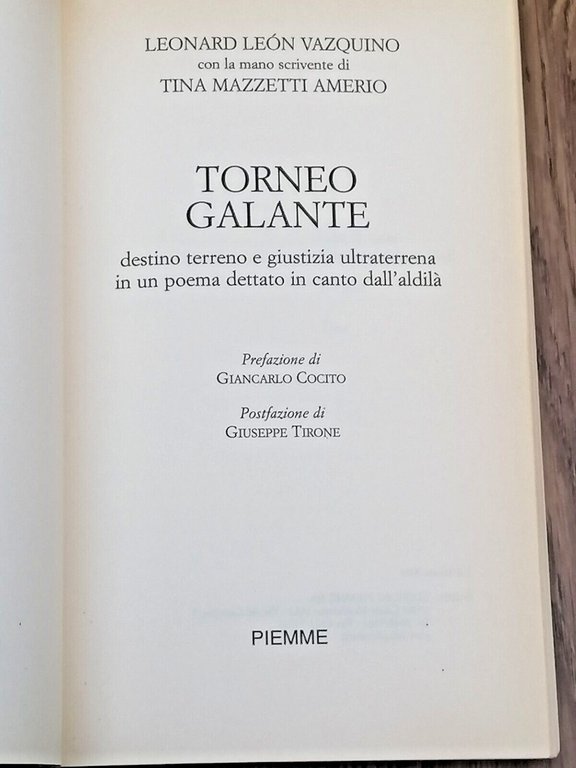 LEONARD LEÓN VAZQUINO
con la mano scrivente di
TINA MAZZETTI AMERIO
TORNEO
GALANTE
destino terreno e giustizia ultraterrena
in un poema dettato in canto dall'aldilà
Prefazione di
GIANCARLO COCITO
Postfazione di
GIUSEPPE TIRONE
PIEMME